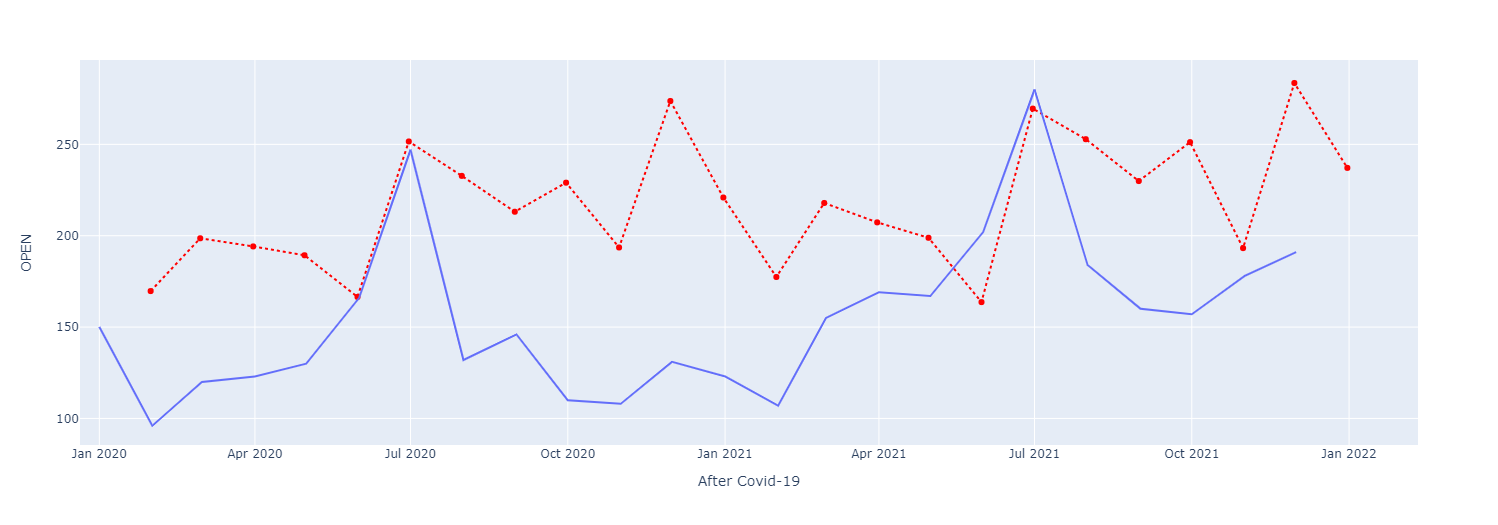 OPEN
250
200
150
100
Jan 2020
Apr 2020
Jul 2020
Oct 2020
Jan 2021
Apr 2021
Jul 2021
Oct 2021
Jan 2022
After Covid-19